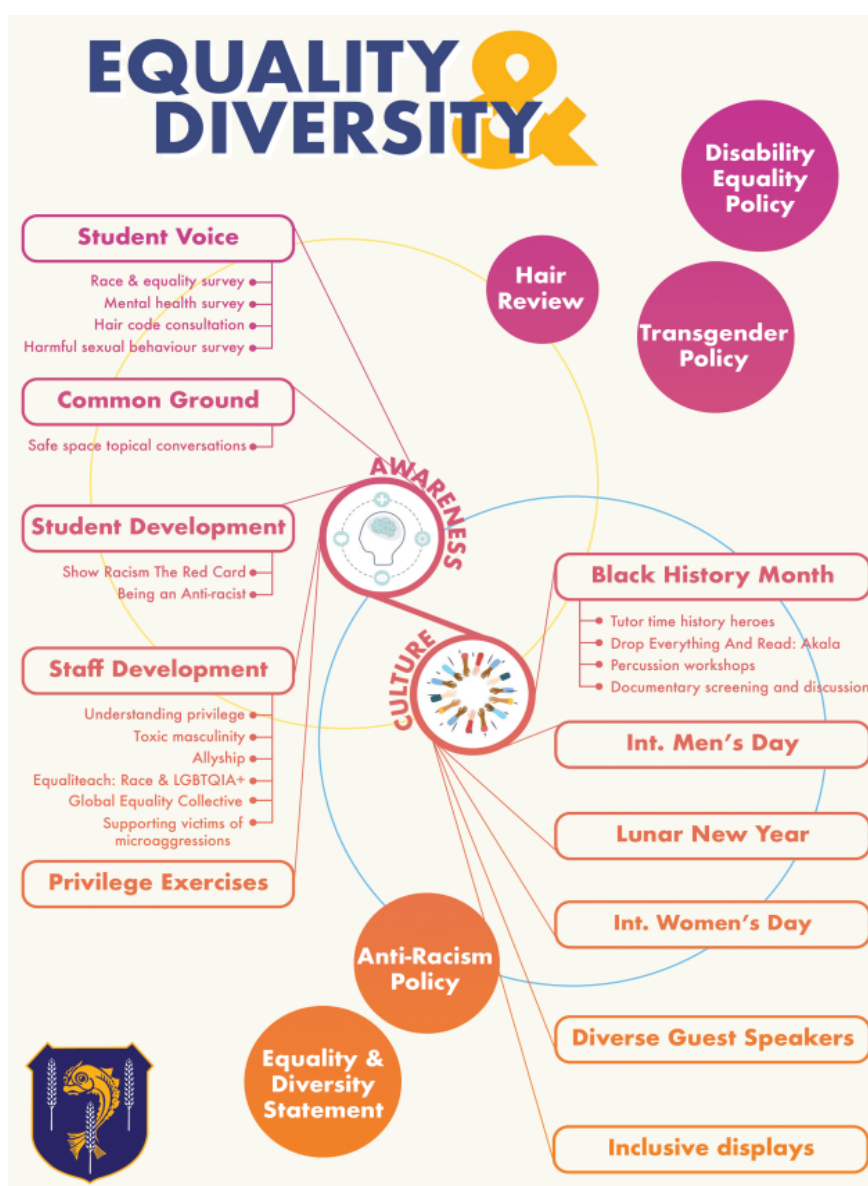 EQUALITY &
DIVERSITY
Disability
Equality
Policy
Hair
Review
Transgender
Policy
Student Voice
Race & equality survey
Mental health survey
Hair code consultation
Harmful sexual behaviour survey
Common Ground
Safe space topical conversations
Student Development
Show Racism The Red Card
Being an Anti-racist
Staff Development
Understanding privilege
Toxic masculinity
Allyship
Equaliteach: Race & LGBTQIA+
Global Equality Collective
Supporting victims of
microaggressions
Privilege Exercises
AWARENESS
CULTURE
Black History Month
Tutor time history heroes
Drop Everything And Read: Akala
Percussion workshops
Documentary screening and discussion
Int. Men's Day
Lunar New Year
Int. Women's Day
Diverse Guest Speakers
Inclusive displays
Anti-Racism
Policy
Equality &
Diversity
Statement